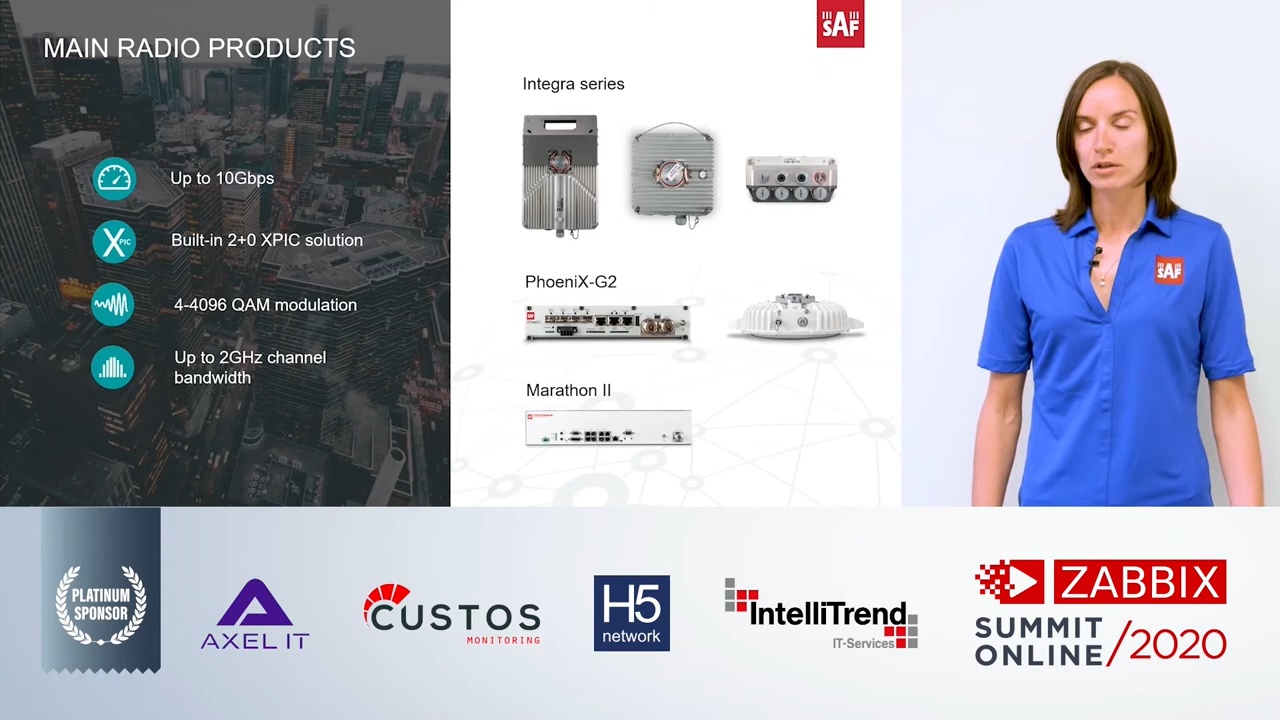 MAIN RADIO PRODUCTS
Up to 10Gbps
XPIC
Built-in 2+0 XPIC solution
4-4096 QAM modulation
Up to 2GHz channel
bandwidth
SAF
Integra series
PhoeniX-G2
Marathon II
SAF
PLATINUM
SPONSOR
AXEL IT
CUSTOS
MONITORING
H5
network
IntelliTrend
IT-Services
ZABBIX
SUMMIT
ONLINE/2020